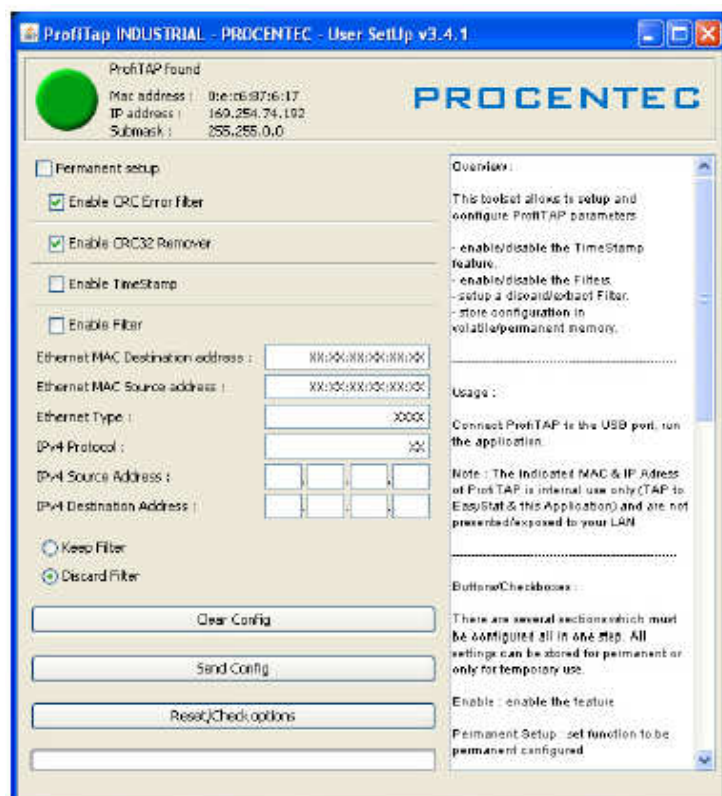 ProfiTap INDUSTRIAL - PROCENTEC - User SetUp v3.4.1
ProfiTAP found
Mac address : 0:e:c6:87:6:17
IP address : 169.254.74.192
Submask : 255.255.0.0
PROCENTEC
Permanent setup
Enable CRC Error filter
Enable CRC32 Remover
Enable TimeStamp
Enable Filter
Ethernet MAC Destination address : XX:XX:XX:XX:XX:XX
Ethernet MAC Source address : XX:XX:XX:XX:XX:XX
Ethernet Type : XXXX
IPv4 Protocol : XX
IPv4 Source Address : . . .
IPv4 Destination Address : . . .
Keep Filter
Discard Filter
Clear Config
Send Config
Reset/Check options
Overview :
This toolset allows to setup and
configure ProfiTAP parameters
- enable/disable the TimeStamp
feature.
- enable/disable the Filters.
- setup a discard/extract Filter.
- store configuration in
volatile/permanent memory.
Usage :
Connect ProfiTAP to the USB port, run
the application.
Note : The Indicated MAC & IP Adress
of ProfiTAP is internal use only (TAP to
EasyStat & this Application) and are not
presented/exposed to your LAN
Buttons/Checkboxes :
There are several sections which must
be configured all in one step. All
settings can be stored for permanent or
only for temporary use.
Enable : enable the feature
Permanent Setup : set function to be
permanent configured